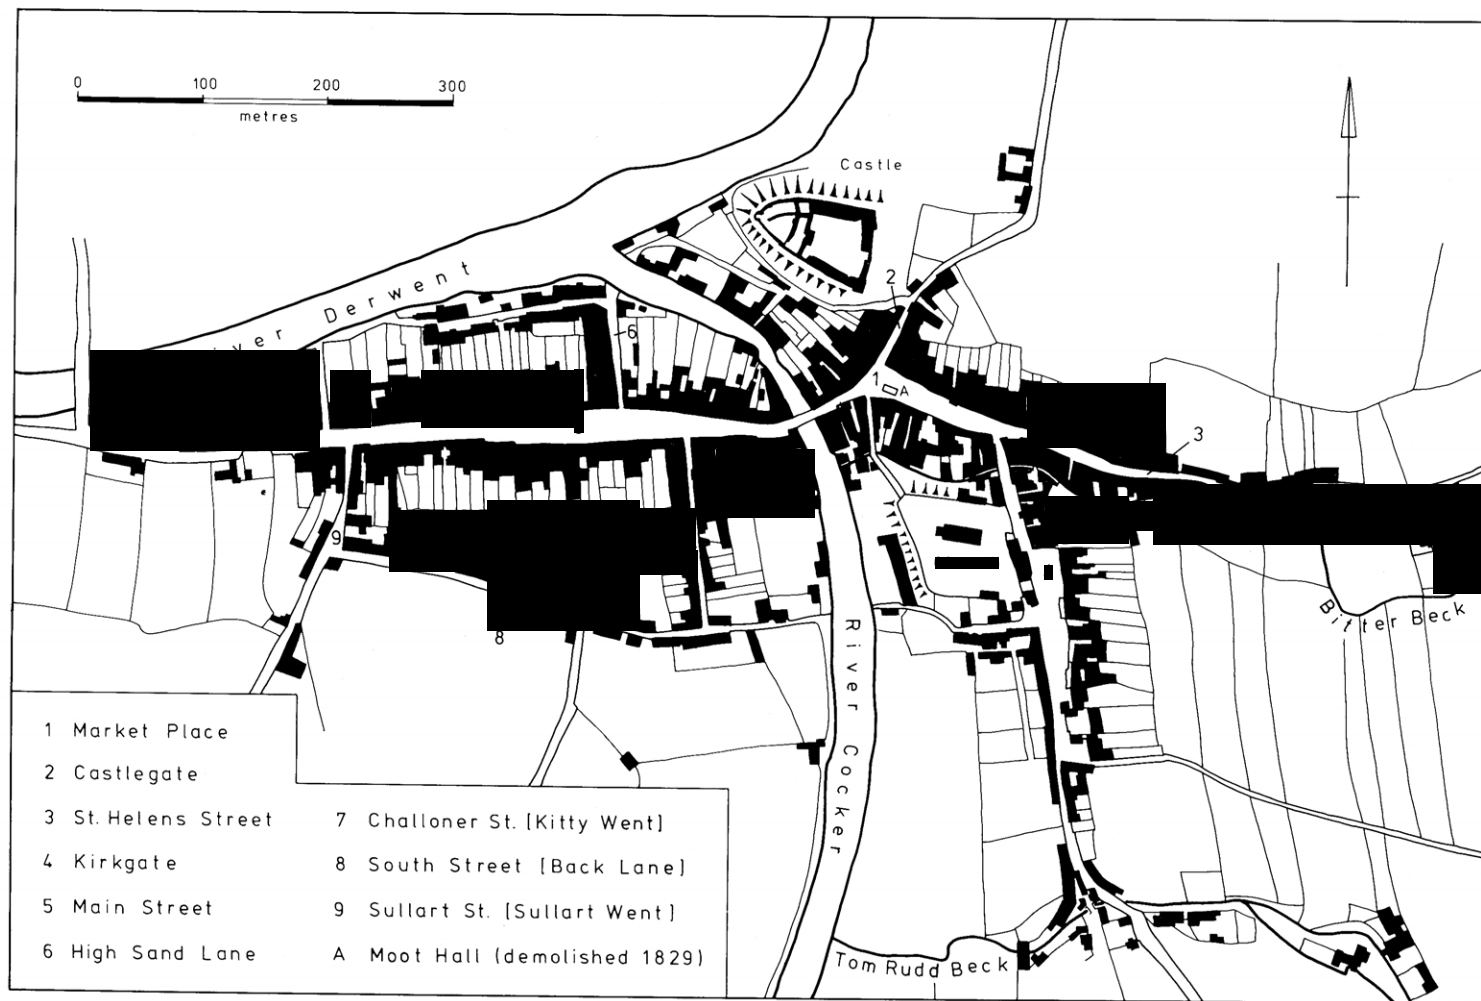 0 100 200 300
metres
Castle
River Derwent
2
6
1
A
3
9
8
Bitter Beck
River Cocker
Tom Rudd Beck
1 Market Place
2 Castlegate
3 St. Helens Street
4 Kirkgate
5 Main Street
6 High Sand Lane
7 Challoner St. [Kitty Went]
8 South Street [Back Lane]
9 Sullart St. [Sullart Went]
A Moot Hall (demolished 1829)